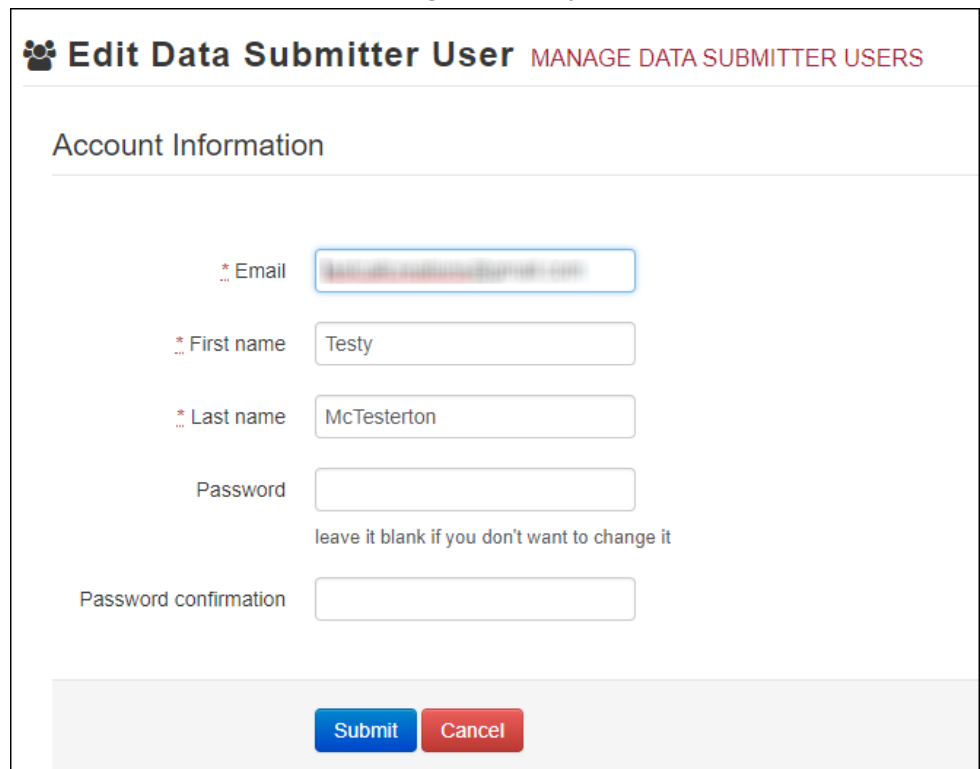 Edit Data Submitter User MANAGE DATA SUBMITTER USERS
Account Information
* Email
* First name Testy
* Last name McTesterton
Password
leave it blank if you don't want to change it
Password confirmation
Submit Cancel